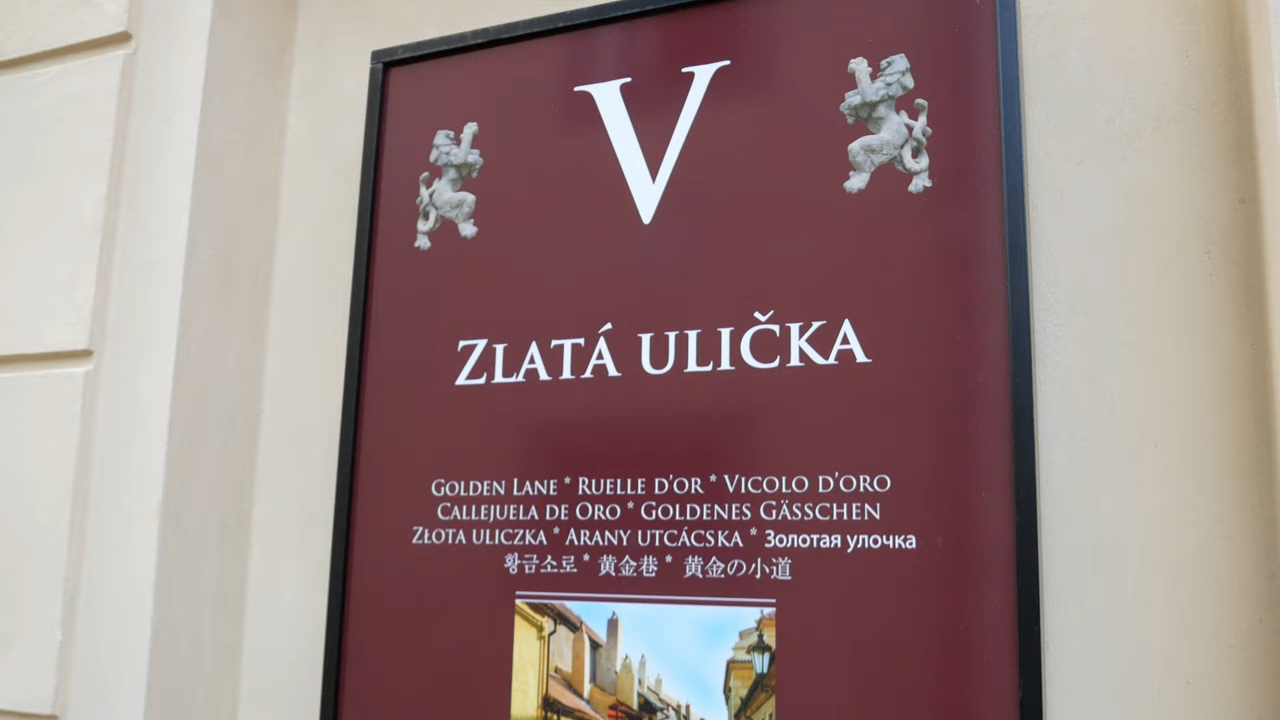 V
ZLATÁ ULIČKA
GOLDEN LANE * RUELLE D'OR * VICOLO D'ORO
CALLEJUELA DE ORO * GOLDENES GÄSSCHEN
ZŁOTA ULICZKA * ARANY UTCÁCSKA * Золотая улочка
황금소로 * 黄金巷 * 黄金の小道